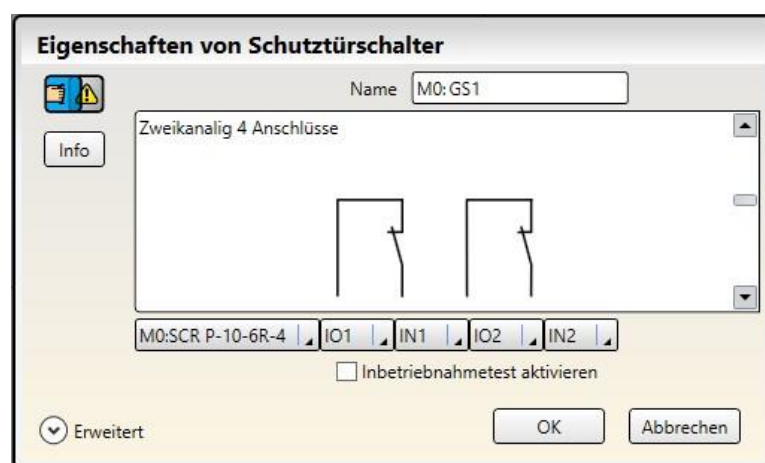 Eigenschaften von Schutztürschalter
Name M0:GS1
Info
Zweikanalig 4 Anschlüsse
M0:SCR P-10-6R-4 IO1 IN1 IO2 IN2
Inbetriebnahmetest aktivieren
Erweitert OK Abbrechen